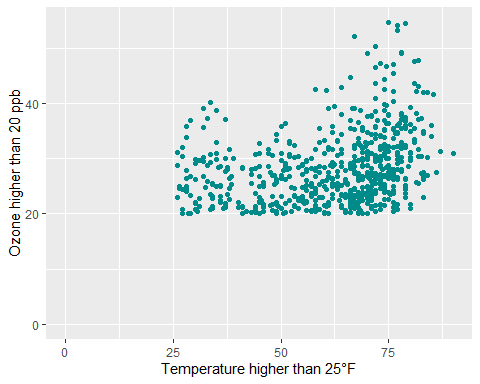 Ozone higher than 20 ppb
40
20
0
0 25 50 75
Temperature higher than 25°F